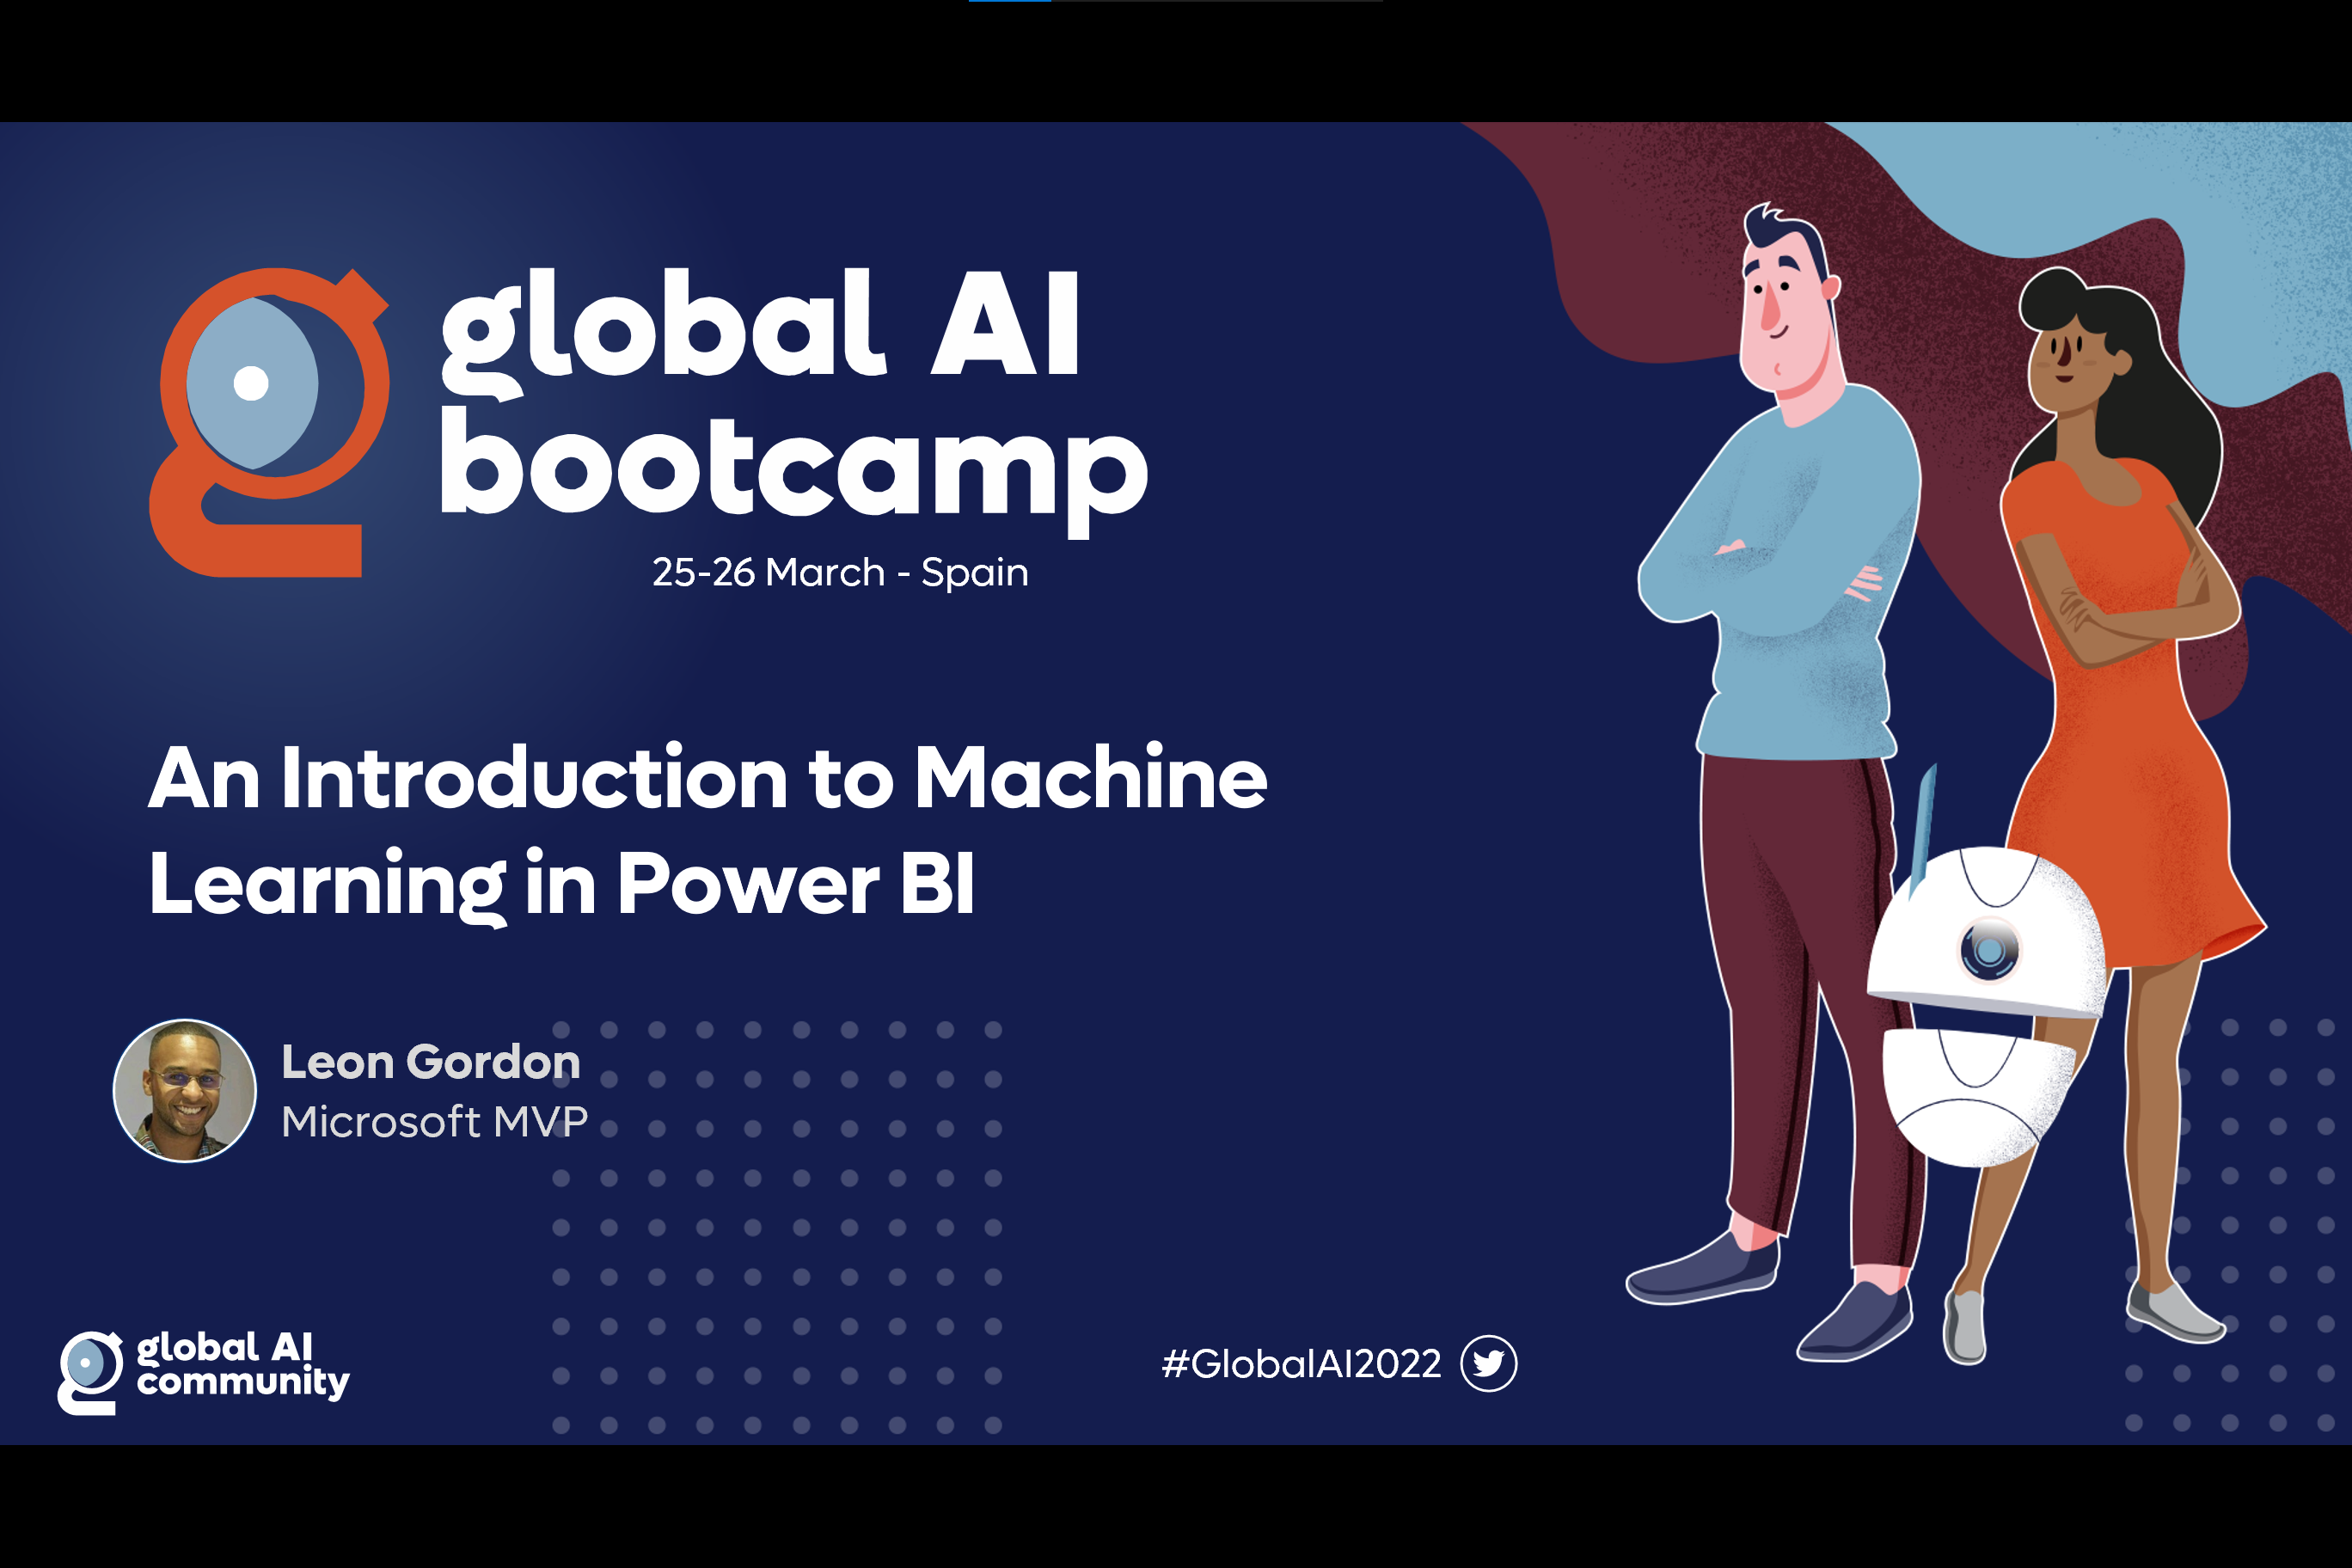 global AI
bootcamp
25-26 March - Spain
An Introduction to Machine
Learning in Power BI
Leon Gordon
Microsoft MVP
global AI
community
#GlobalAI2022